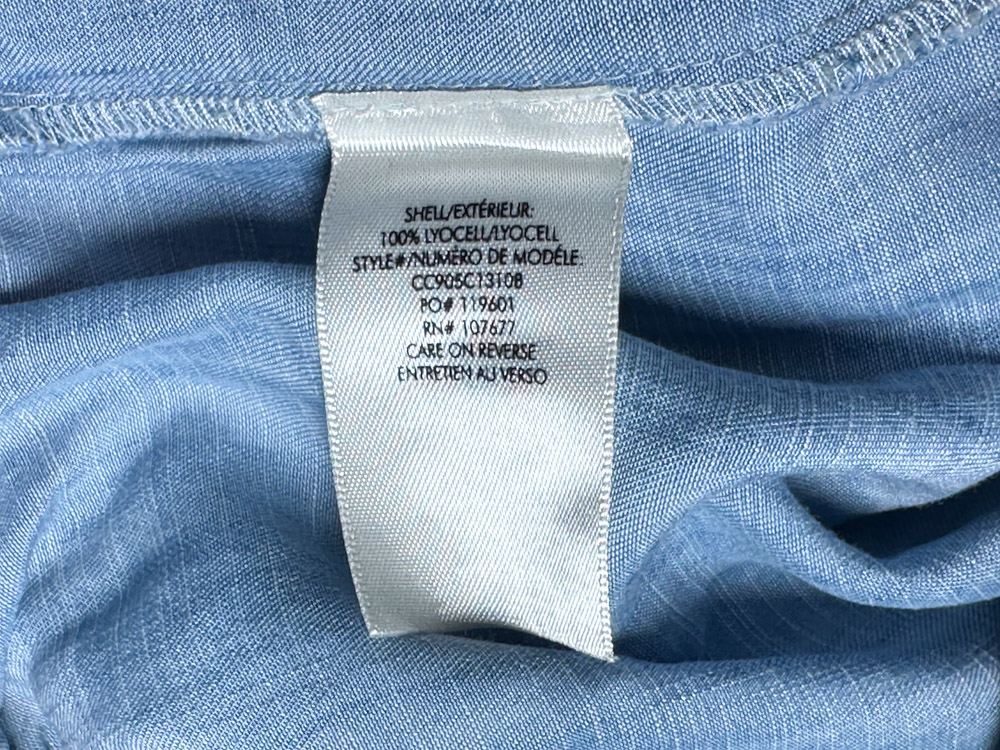 SHELL/EXTÉRIEUR:
100% LYOCELL/LYOCELL
STYLE#/NUMÉRO DE MODÉLE:
CC905C13108
PO# 119601
RN# 107677
CARE ON REVERSE
ENTRETIEN AU VERSO